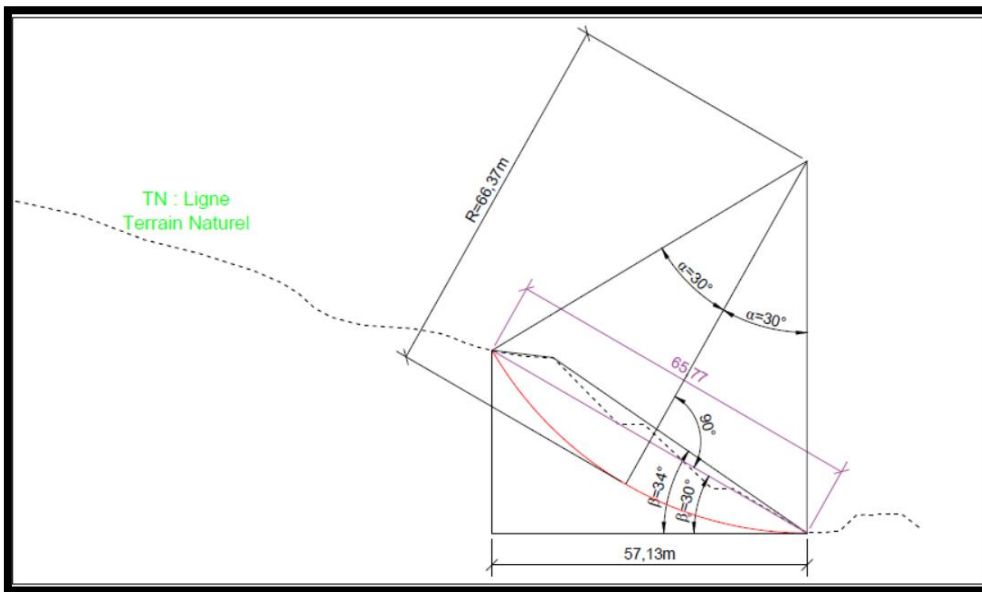 TN : Ligne
Terrain Naturel
R=66,37m
α=30°
α=30°
65,77
90°
β=34°
β=30°
57,13m